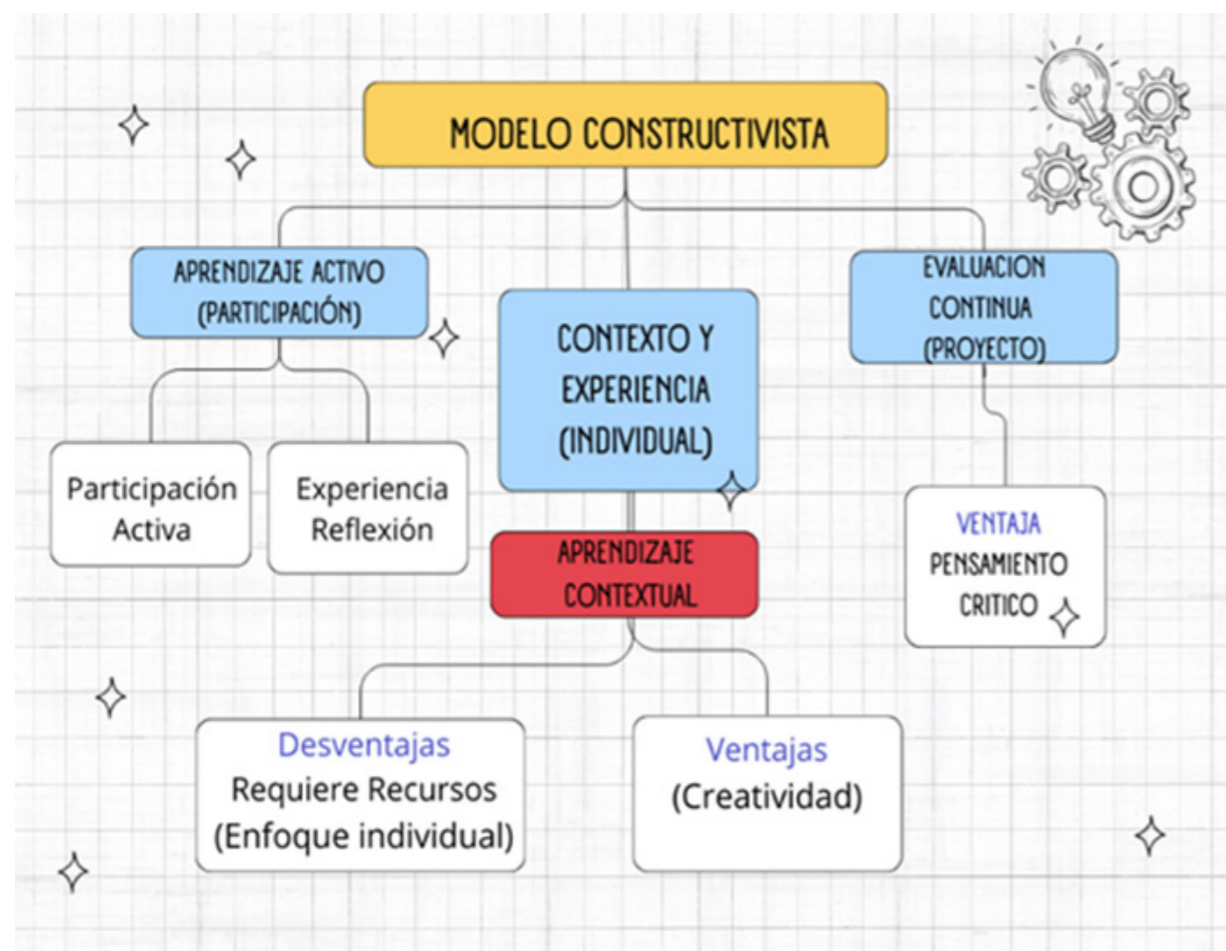 MODELO CONSTRUCTIVISTA
APRENDIZAJE ACTIVO
(PARTICIPACIÓN)
Participación
Activa
Experiencia
Reflexión
CONTEXTO Y
EXPERIENCIA
(INDIVIDUAL)
APRENDIZAJE
CONTEXTUAL
Desventajas
Requiere Recursos
(Enfoque individual)
Ventajas
(Creatividad)
EVALUACION
CONTINUA
(PROYECTO)
VENTAJA
PENSAMIENTO
CRITICO